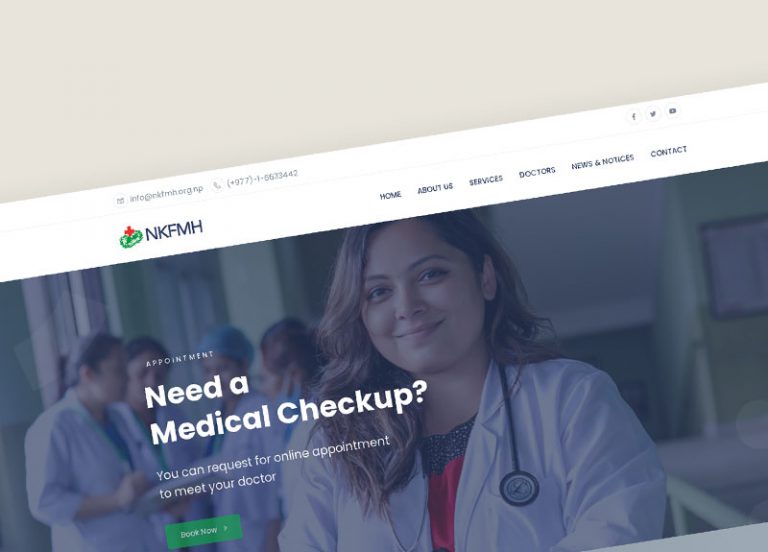 info@nkfmh.org.np (+977)-1-6633442
NKFMH
HOME ABOUT US SERVICES DOCTORS NEWS & NOTICES CONTACT
APPOINTMENT
Need a
Medical Checkup?
You can request for online appointment
to meet your doctor
Book Now >